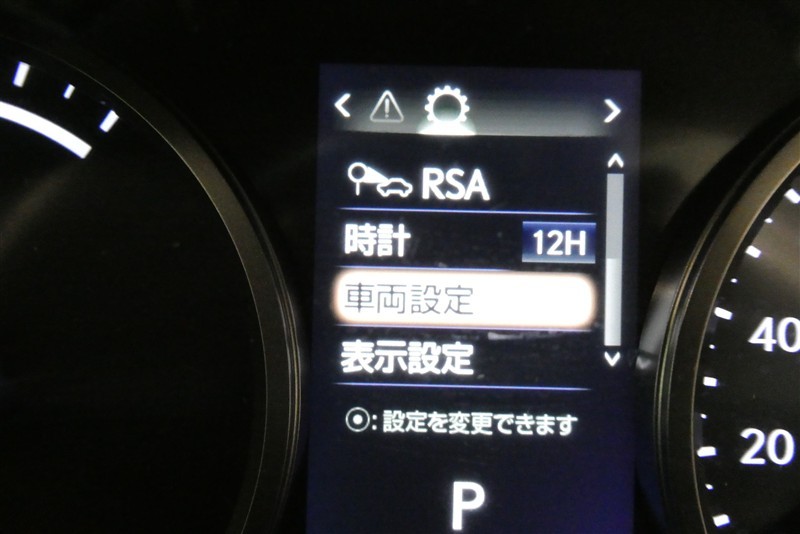 RSA
時計 12H
車両設定
表示設定
⦿:設定を変更できます
P
40
20